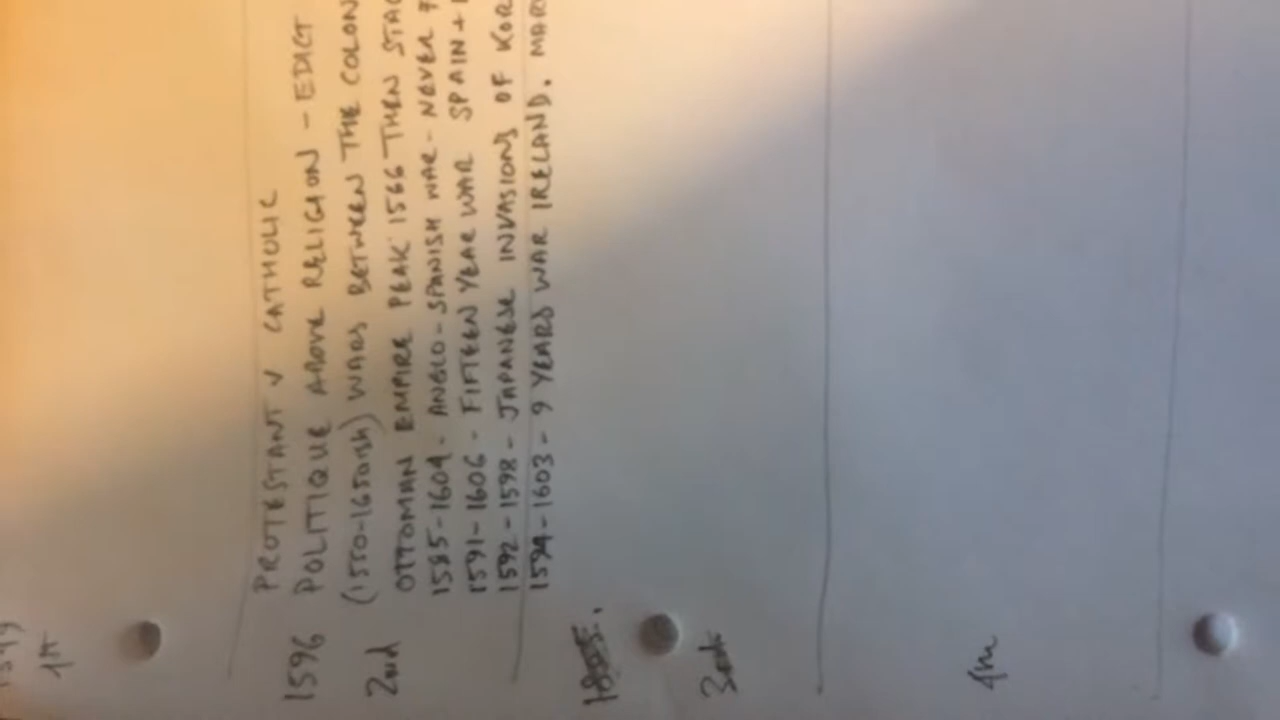 1st
PROTESTANT V CATHOLIC
1596 POLITIQUE ABOVE RELIGION - EDICT
(1550-1650ish) WARS BETWEEN THE COLON
2nd
OTTOMAN EMPIRE PEAK 1566 THEN STAG
1585-1604 - ANGLO-SPANISH WAR - NEVER F
1591-1606 - FIFTEEN YEAR WAR SPAIN +
1592-1598 - JAPANESE INVASIONS OF KOR
1594-1603 - 9 YEARS WAR IRELAND. MAR
3rd
4th